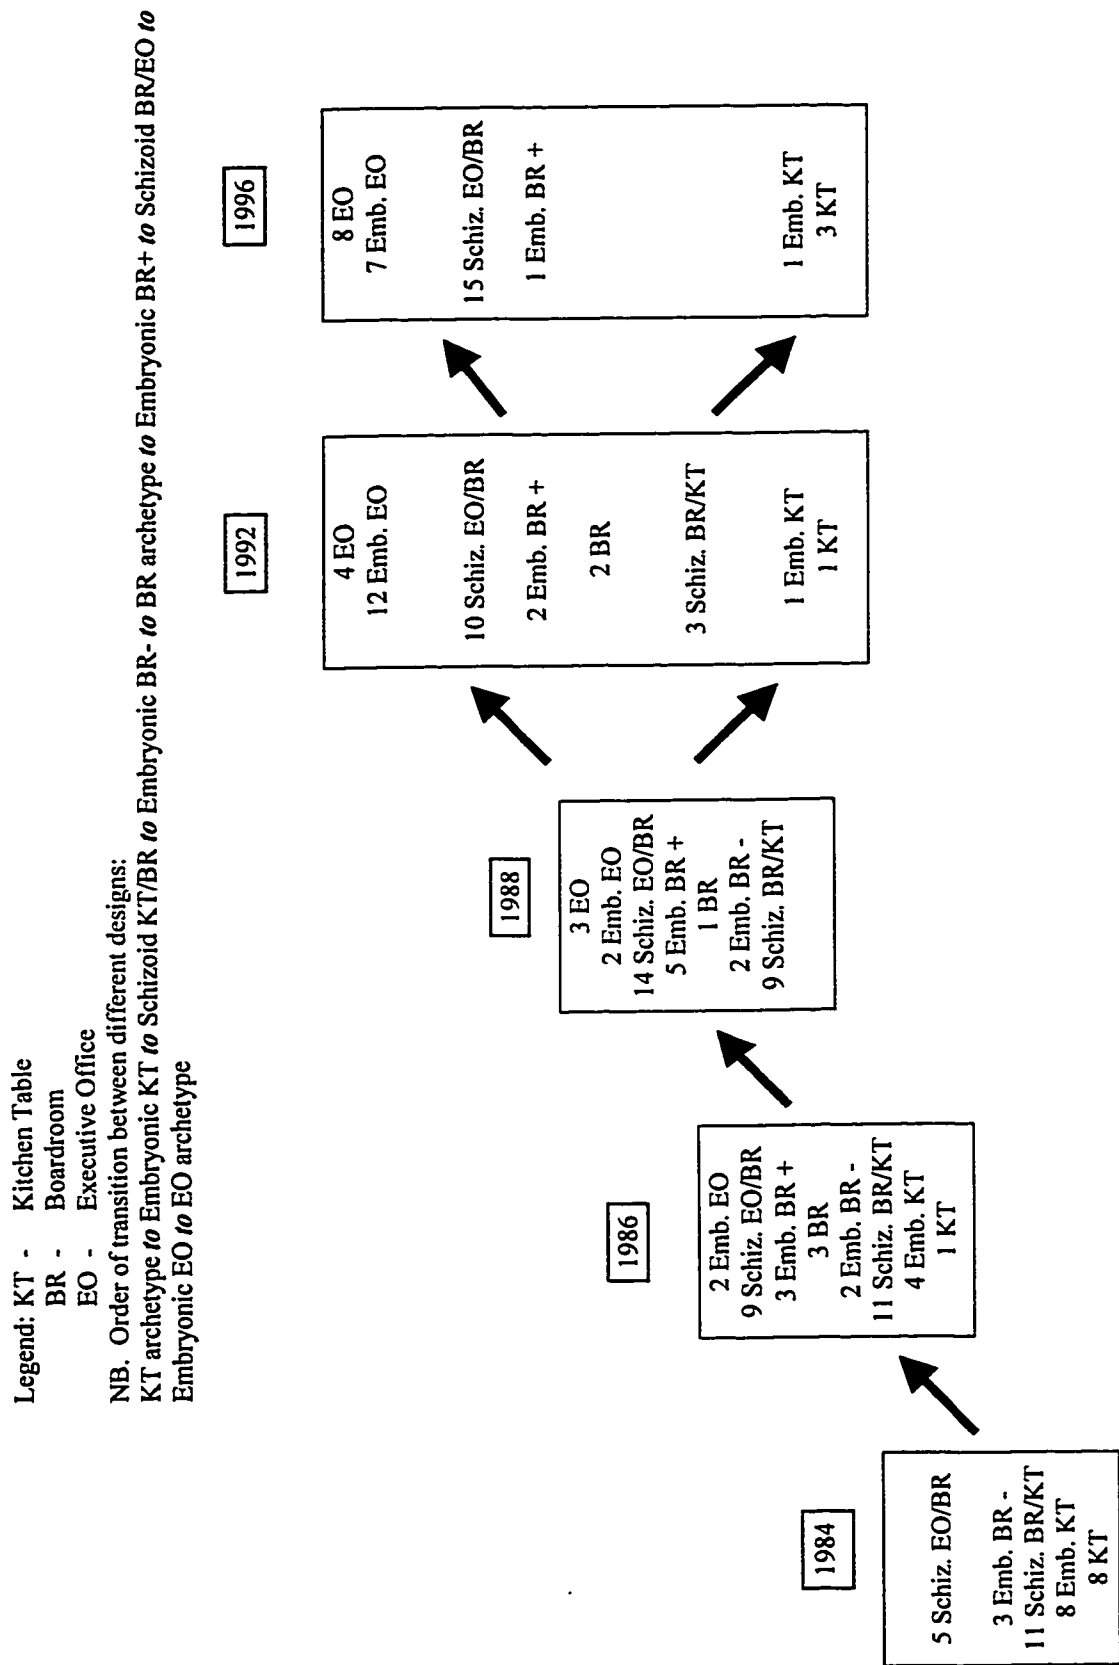 Legend: KT - Kitchen Table
BR - Boardroom
EO - Executive Office
NB. Order of transition between different designs:
KT archetype to Embryonic KT to Schizoid KT/BR to Embryonic BR- to BR archetype to Embryonic BR+ to Schizoid BR/EO to
Embryonic EO to EO archetype
1984
5 Schiz. EO/BR
3 Emb. BR -
11 Schiz. BR/KT
8 Emb. KT
8 KT
1986
2 Emb. EO
9 Schiz. EO/BR
3 Emb. BR +
3 BR
2 Emb. BR -
11 Schiz. BR/KT
4 Emb. KT
1 KT
1988
3 EO
2 Emb. EO
14 Schiz. EO/BR
5 Emb. BR +
1 BR
2 Emb. BR -
9 Schiz. BR/KT
1992
4 EO
12 Emb. EO
10 Schiz. EO/BR
2 Emb. BR +
2 BR
3 Schiz. BR/KT
1 Emb. KT
1 KT
1996
8 EO
7 Emb. EO
15 Schiz. EO/BR
1 Emb. BR +
1 Emb. KT
3 KT